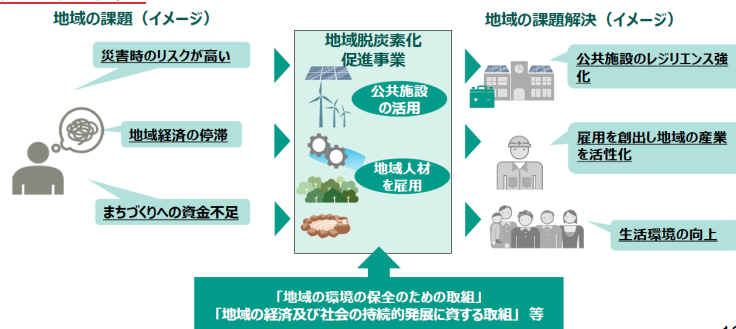 地域の課題（イメージ）
地域の課題解決（イメージ）
災害時のリスクが高い
地域経済の停滞
まちづくりへの資金不足
地域脱炭素化
促進事業
公共施設
の活用
地域人材
を雇用
公共施設のレジリエンス強
化
雇用を創出し地域の産業
を活性化
生活環境の向上
「地域の環境の保全のための取組」
「地域の経済及び社会の持続的発展に資する取組」 等